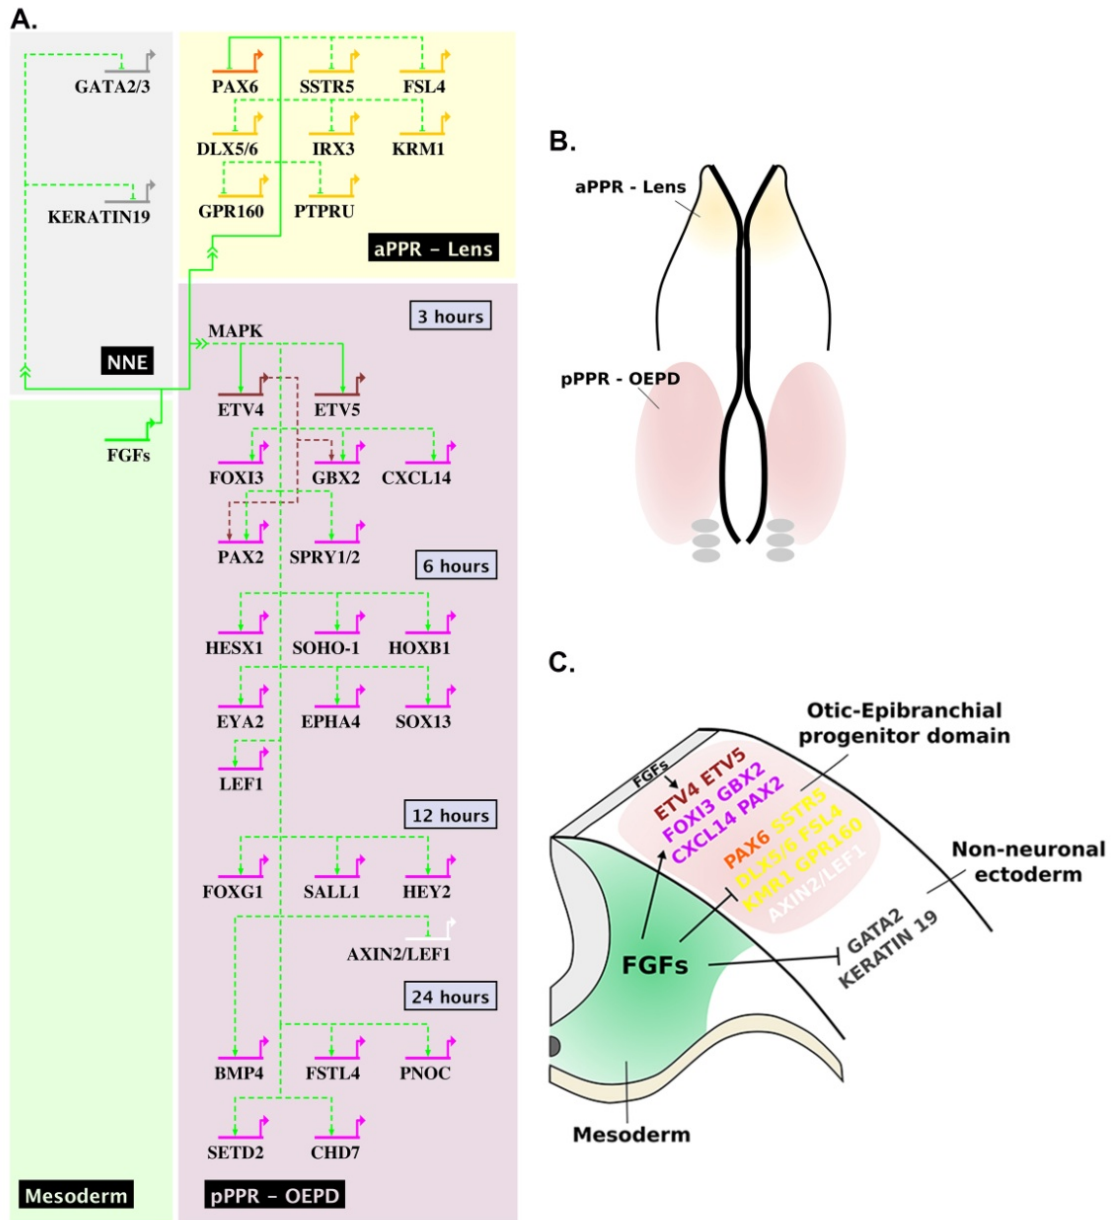 A.
GATA2/3
PAX6 SSTR5 FSL4
DLX5/6 IRX3 KRM1
KERATIN19
GPR160 PTPRU
aPPR – Lens
NNE
3 hours
MAPK
ETV4 ETV5
FGFs
FOXI3 GBX2 CXCL14
PAX2 SPRY1/2
6 hours
HESX1 SOHO-1 HOXB1
EYA2 EPHA4 SOX13
LEF1
12 hours
FOXG1 SALL1 HEY2
AXIN2/LEF1
24 hours
BMP4 FSTL4 PNOC
SETD2 CHD7
Mesoderm
pPPR – OEPD
B.
aPPR - Lens
pPPR - OEPD
C.
Otic-Epibranchial
progenitor domain
FGFs
ETV4 ETV5
FOXI3 GBX2
CXCL14 PAX2
PAX6 SSTR5
DLX5/6 FSL4
KMR1 GPR160
AXIN2/LEF1
Non-neuronal
ectoderm
GATA2
KERATIN 19
FGFs
Mesoderm